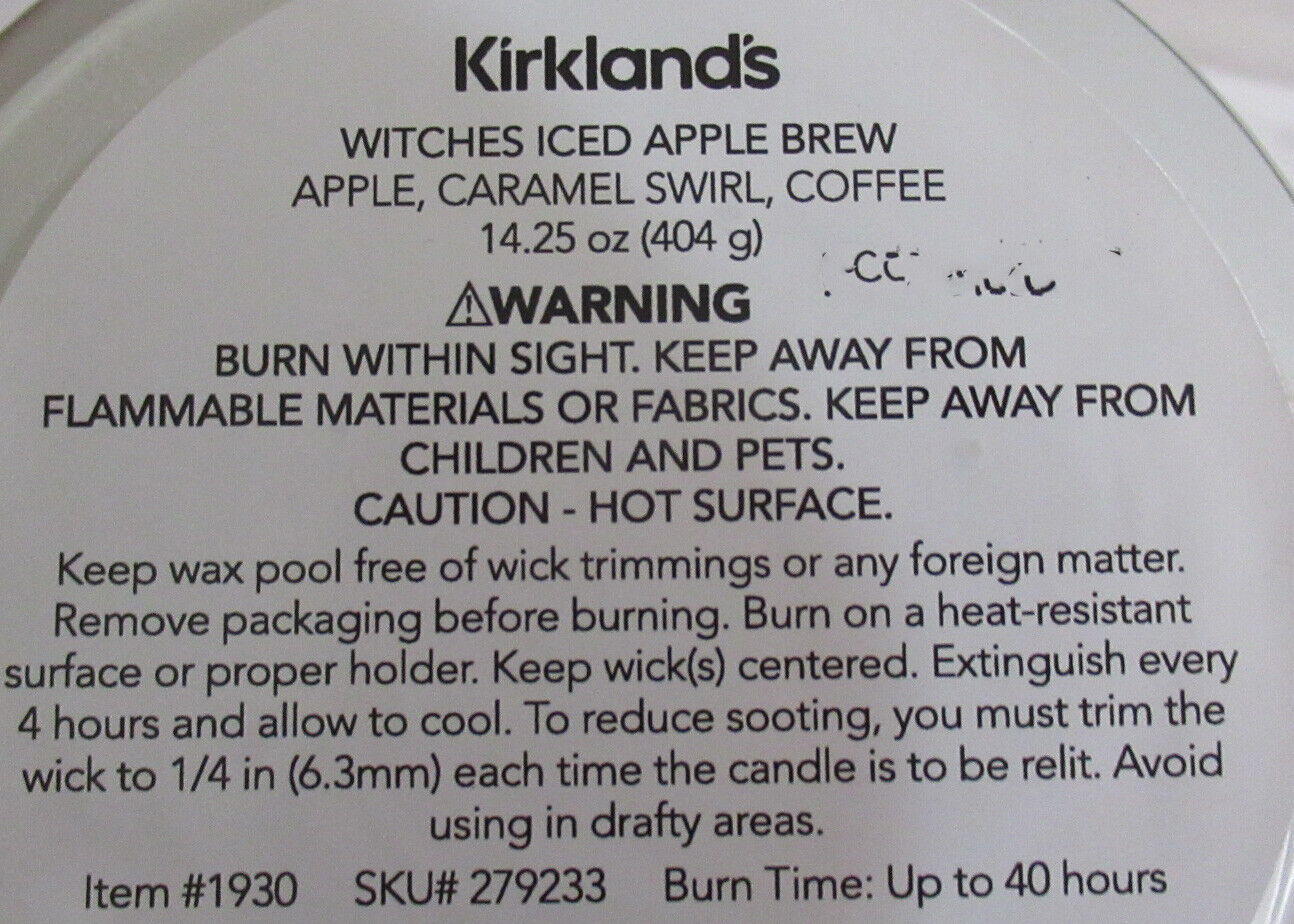 Kirkland's
WITCHES ICED APPLE BREW
APPLE, CARAMEL SWIRL, COFFEE
14.25 oz (404 g)
⚠WARNING
BURN WITHIN SIGHT. KEEP AWAY FROM
FLAMMABLE MATERIALS OR FABRICS. KEEP AWAY FROM
CHILDREN AND PETS.
CAUTION - HOT SURFACE.
Keep wax pool free of wick trimmings or any foreign matter.
Remove packaging before burning. Burn on a heat-resistant
surface or proper holder. Keep wick(s) centered. Extinguish every
4 hours and allow to cool. To reduce sooting, you must trim the
wick to 1/4 in (6.3mm) each time the candle is to be relit. Avoid
using in drafty areas.
Item #1930 SKU# 279233 Burn Time: Up to 40 hours